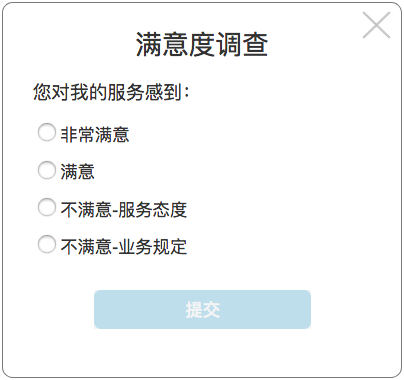 满意度调查
您对我的服务感到：
非常满意
满意
不满意-服务态度
不满意-业务规定
提交